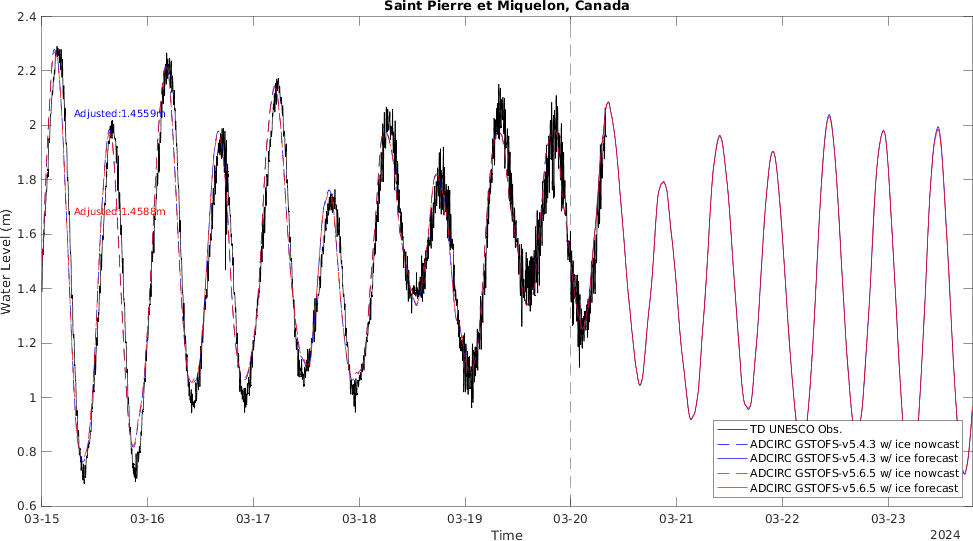 Saint Pierre et Miquelon, Canada
2.4
2.2
2
1.8
1.6
1.4
1.2
1
0.8
0.6
Water Level (m)
Adjusted:1.4559m
Adjusted:1.4588m
TD UNESCO Obs.
ADCIRC GSTOFS-v5.4.3 w/ ice nowcast
ADCIRC GSTOFS-v5.4.3 w/ ice forecast
ADCIRC GSTOFS-v5.6.5 w/ ice nowcast
ADCIRC GSTOFS-v5.6.5 w/ ice forecast
03-15 03-16 03-17 03-18 03-19 03-20 03-21 03-22 03-23
Time
2024